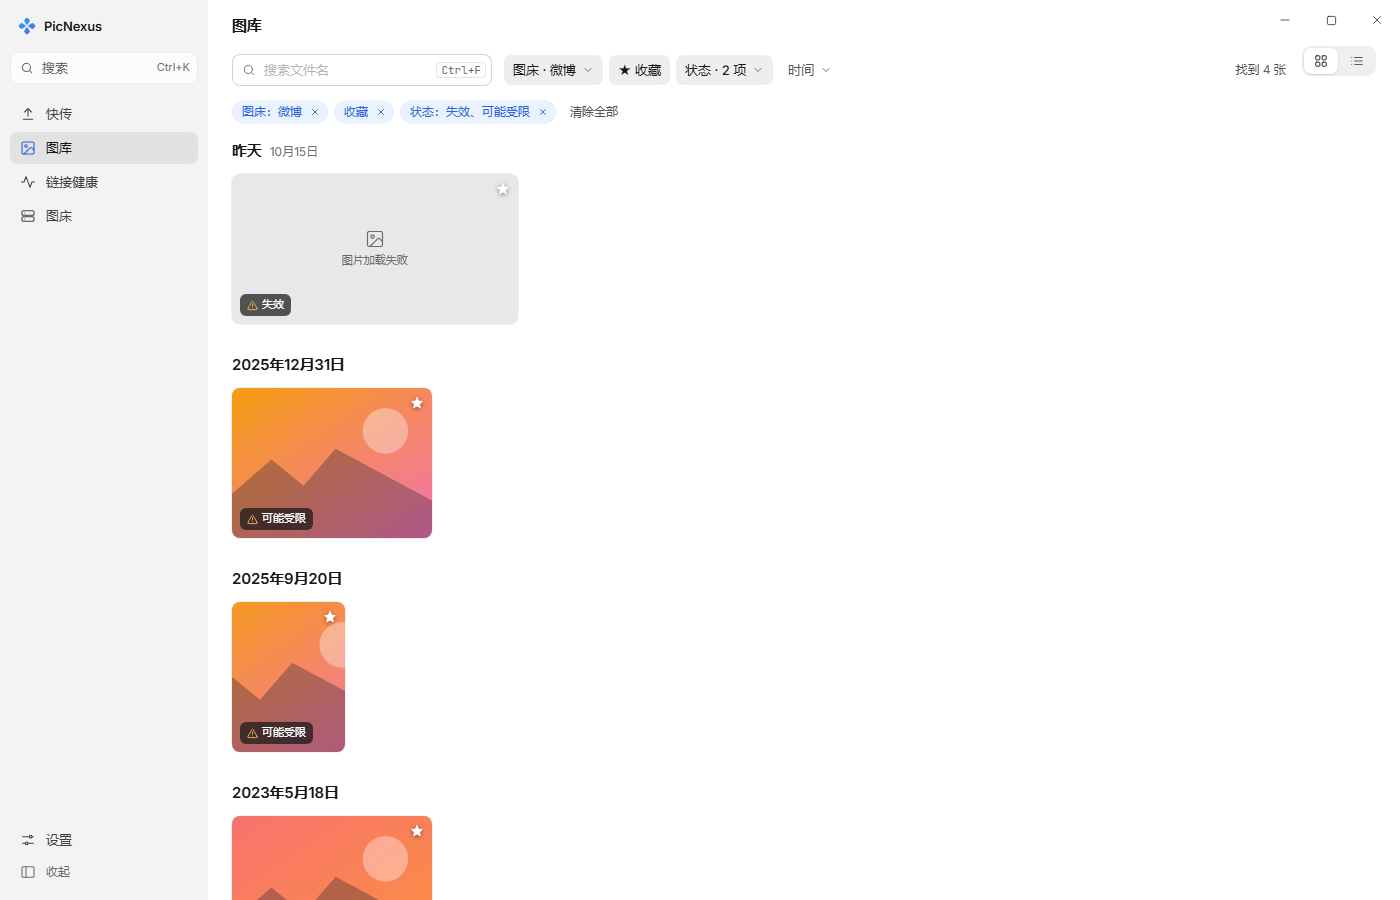 PicNexus
搜索 Ctrl+K
快传
图库
链接健康
图床
设置
收起
图库
搜索文件名 Ctrl+F
图床 · 微博
★ 收藏
状态 · 2 项
时间
找到 4 张
图床：微博 ×
收藏 ×
状态：失效、可能受限 ×
清除全部
昨天 10月15日
图片加载失败
失效
2025年12月31日
可能受限
2025年9月20日
可能受限
2023年5月18日